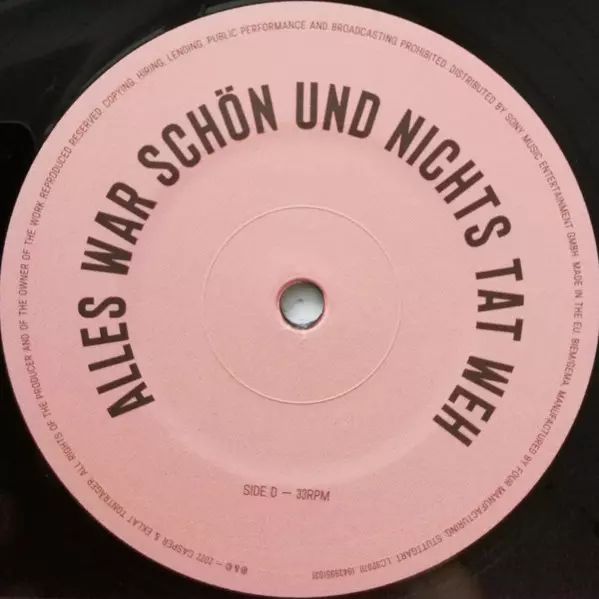 ALLES WAR SCHÖN UND NICHTS TAT WEH
SIDE D — 33RPM
℗ & © – 2022 CASPER & EKLAT TONTRÄGER. ALL RIGHTS OF THE PRODUCER AND OF THE OWNER OF THE WORK REPRODUCED RESERVED. COPYING, HIRING, LENDING, PUBLIC PERFORMANCE AND BROADCASTING PROHIBITED. DISTRIBUTED BY SONY MUSIC ENTERTAINMENT GMBH. MADE IN THE EU. BIEM/GEMA. MANUFACTURED BY FOUR MANUFACTURING, STUTTGART.